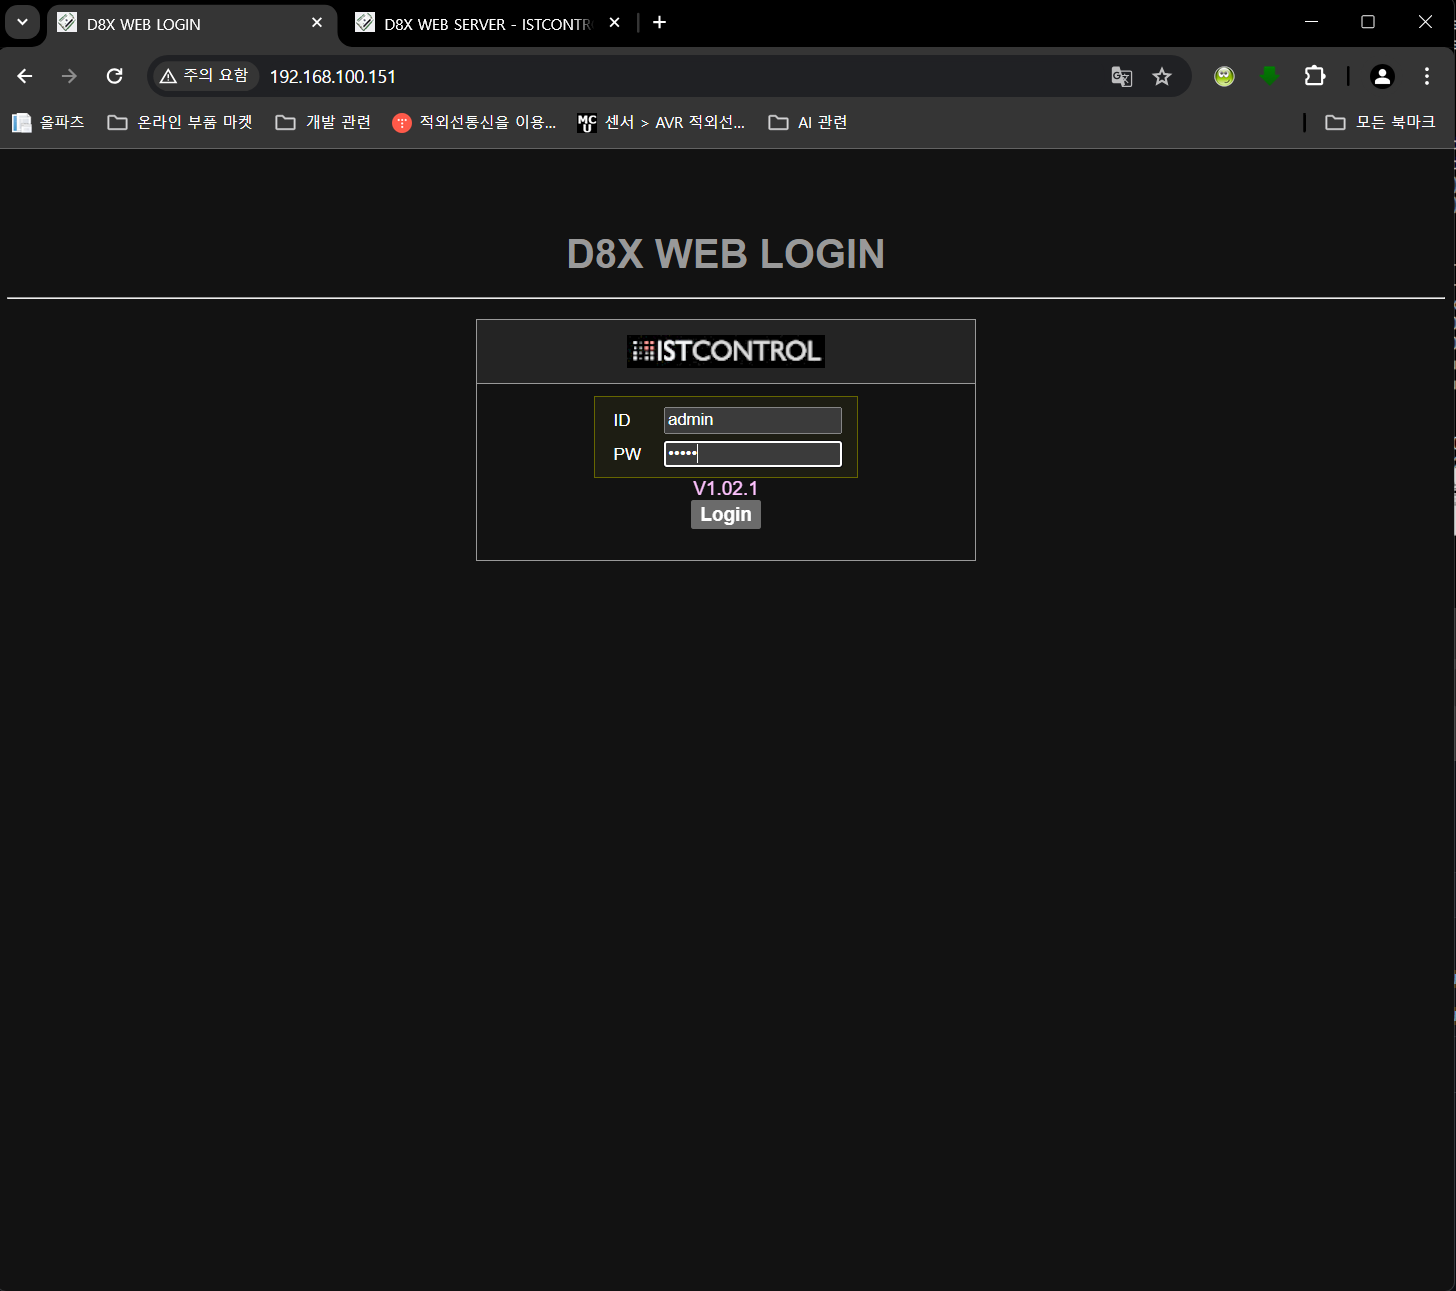 D8X WEB LOGIN
D8X WEB SERVER - ISTCONTR
주의 요함
192.168.100.151
올파츠
온라인 부품 마켓
개발 관련
적외선통신을 이용...
MCU
센서 > AVR 적외선...
AI 관련
모든 북마크
D8X WEB LOGIN
ISTCONTROL
ID admin
PW •••••
V1.02.1
Login